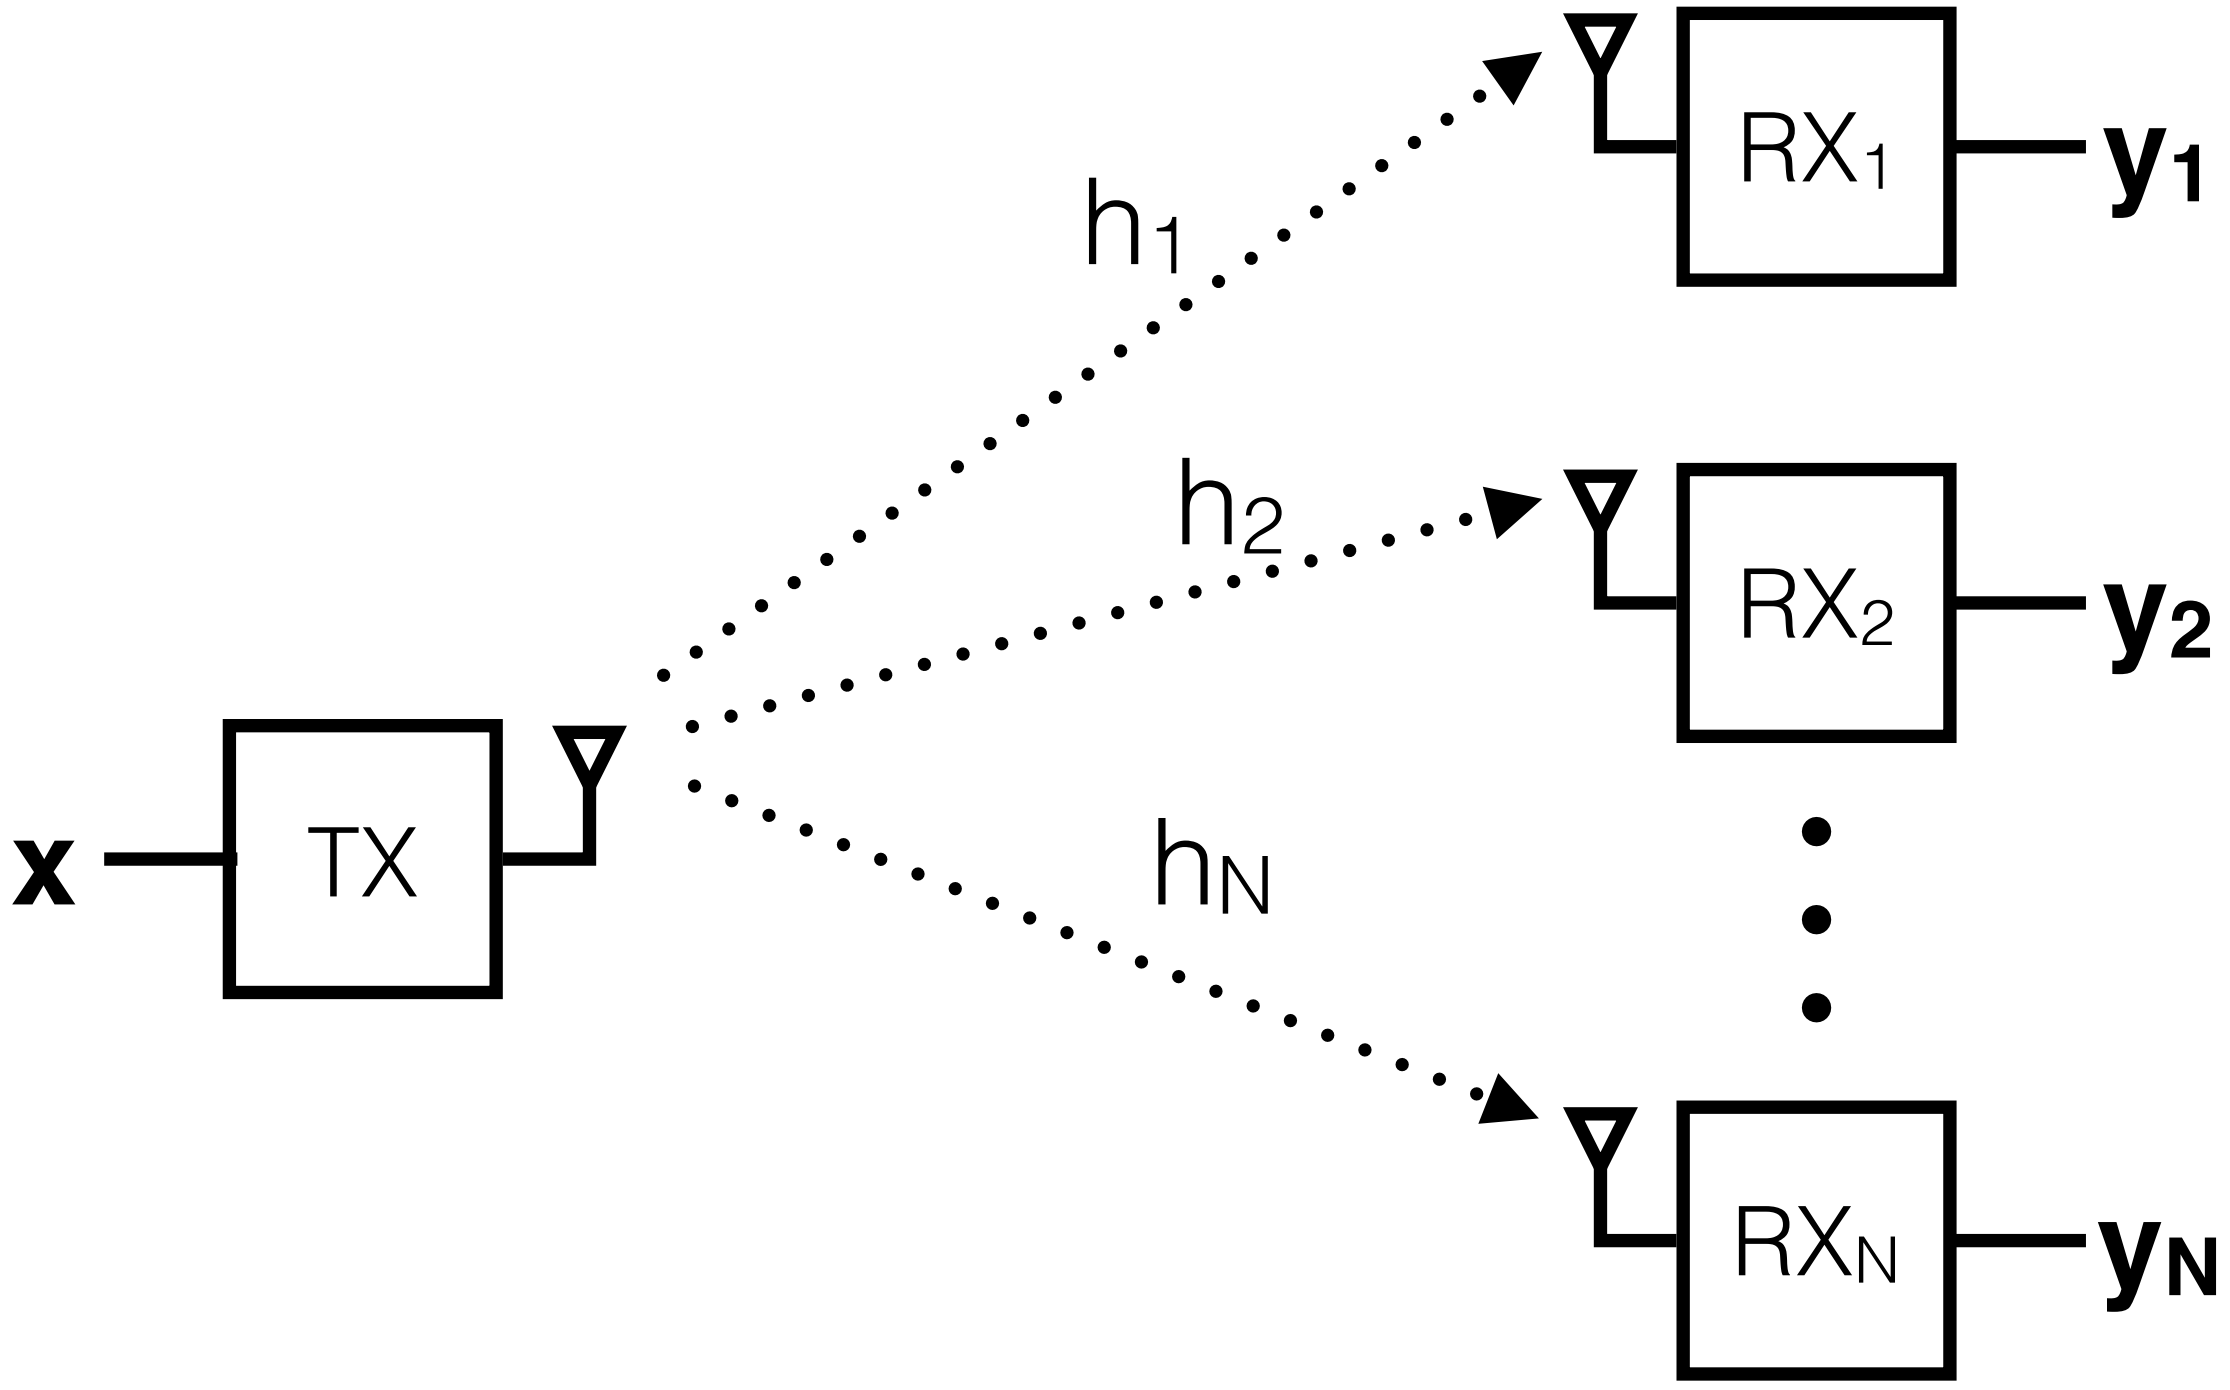 RX₁
y₁
h₁
h₂
RX₂
y₂
x
TX
hN
RXN
yN